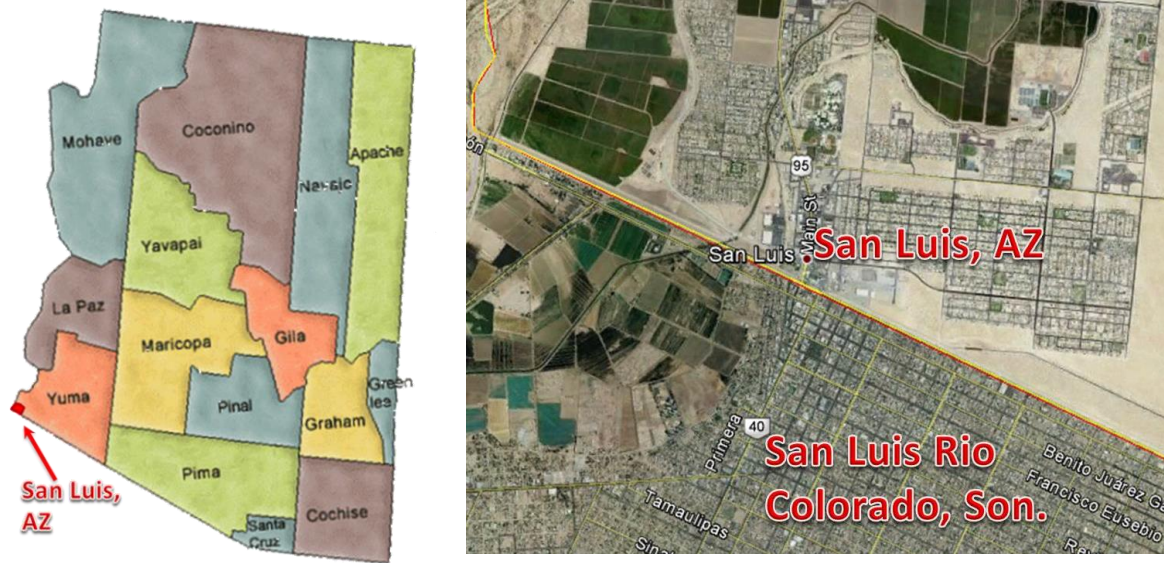 Mohave
Coconino
Apache
Yavapai
La Paz
Maricopa
Gila
Yuma
Pinal
Green
lee
Graham
Pima
San Luis,
AZ
Santa
Cruz
Cochise
95
Main St
San Luis
San Luis, AZ
40
Primera
San Luis Rio
Colorado, Son.
Benito Juárez
Francisco Eusebio
Tamaulipas